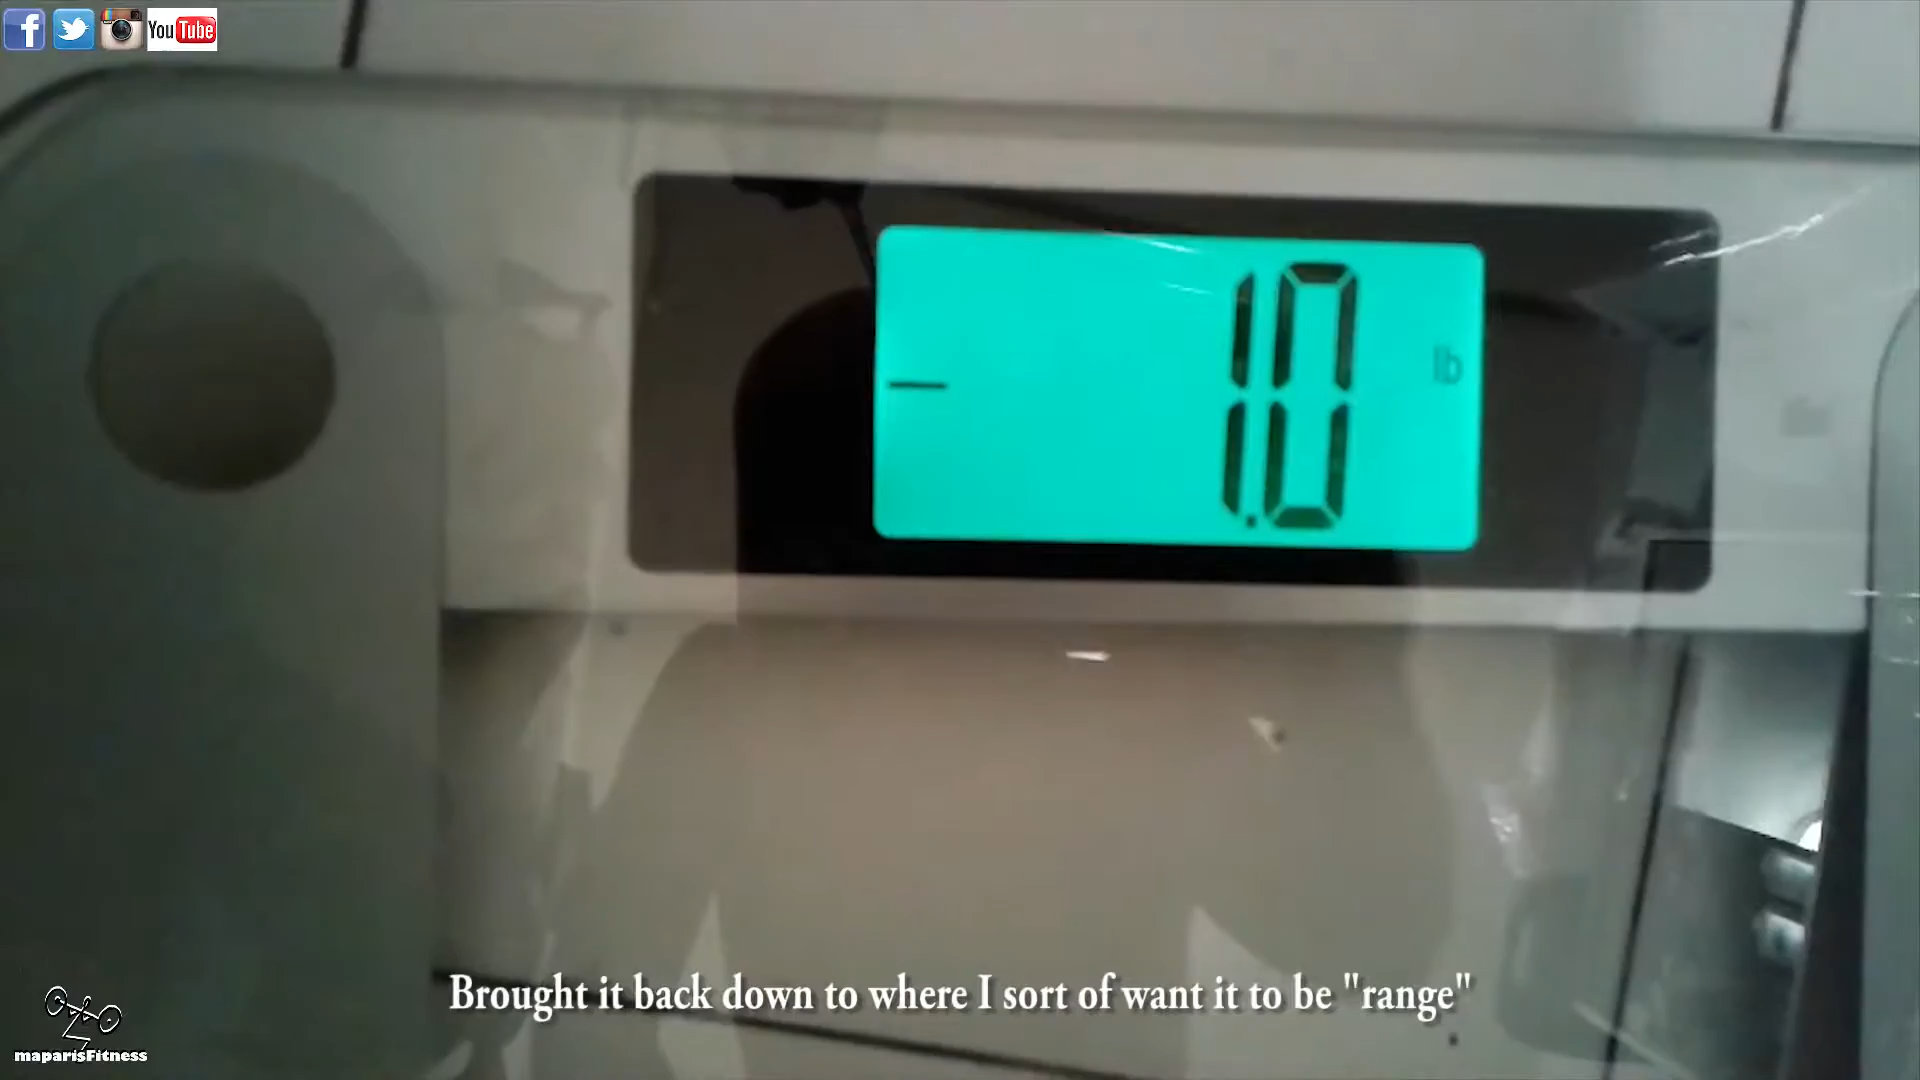 f
You Tube
- 1.0 lb
Brought it back down to where I sort of want it to be "range"
maparisFitness